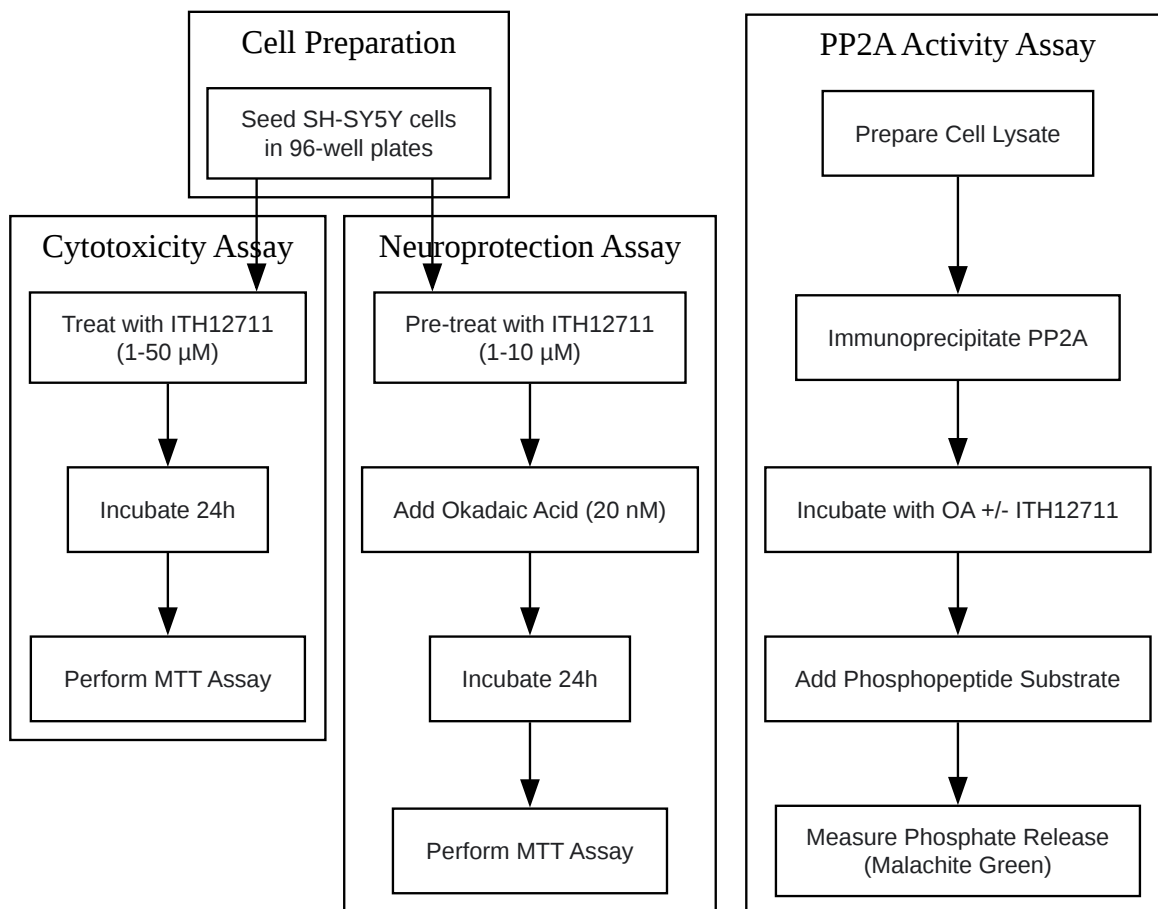 Cell Preparation
Seed SH-SY5Y cells
in 96-well plates
Cytotoxicity Assay
Treat with ITH12711
(1-50 µM)
Incubate 24h
Perform MTT Assay
Neuroprotection Assay
Pre-treat with ITH12711
(1-10 µM)
Add Okadaic Acid (20 nM)
Incubate 24h
Perform MTT Assay
PP2A Activity Assay
Prepare Cell Lysate
Immunoprecipitate PP2A
Incubate with OA +/- ITH12711
Add Phosphopeptide Substrate
Measure Phosphate Release
(Malachite Green)